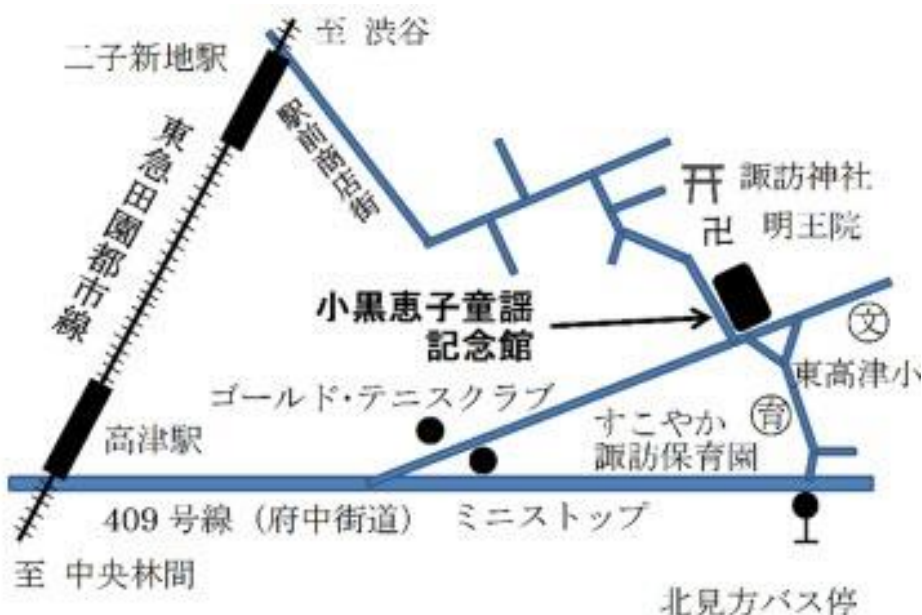 至 渋谷
二子新地駅
駅前商店街
東急田園都市線
諏訪神社
卍 明王院
小黒恵子童謡
記念館
文
東高津小
ゴールド・テニスクラブ
すこやか
諏訪保育園
育
高津駅
409 号線（府中街道）
ミニストップ
至 中央林間
北見方バス停